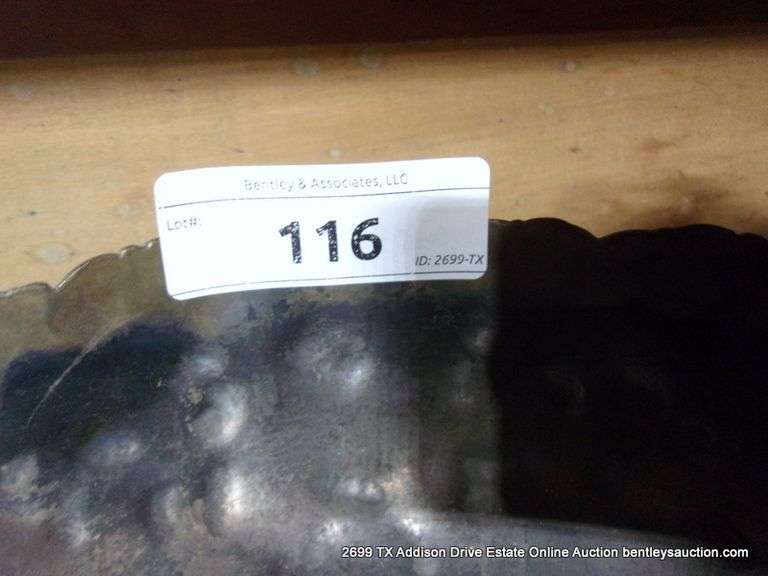 Bentley & Associates, LLC
Lot#:
116
ID: 2699-TX
2699 TX Addison Drive Estate Online Auction bentleysauction.com